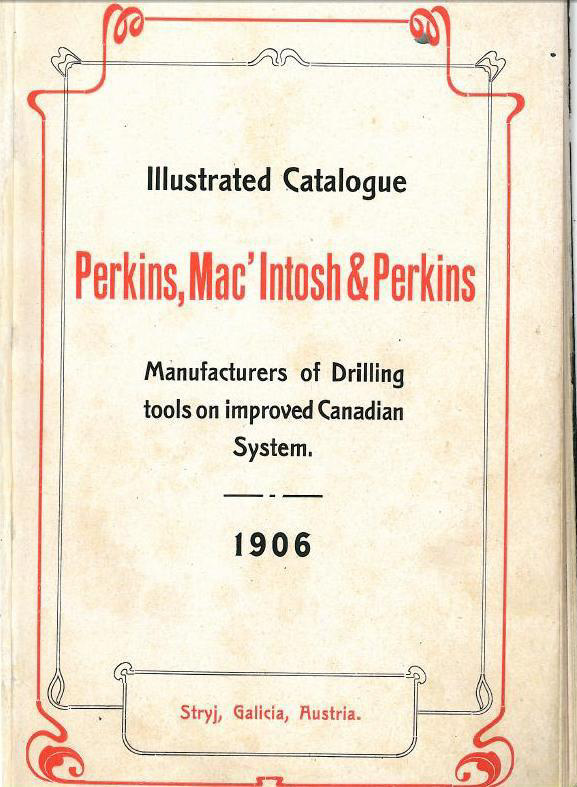 Illustrated Catalogue
Perkins, Mac' Intosh & Perkins
Manufacturers of Drilling
tools on improved Canadian
System.
1906
Stryj, Galicia, Austria.